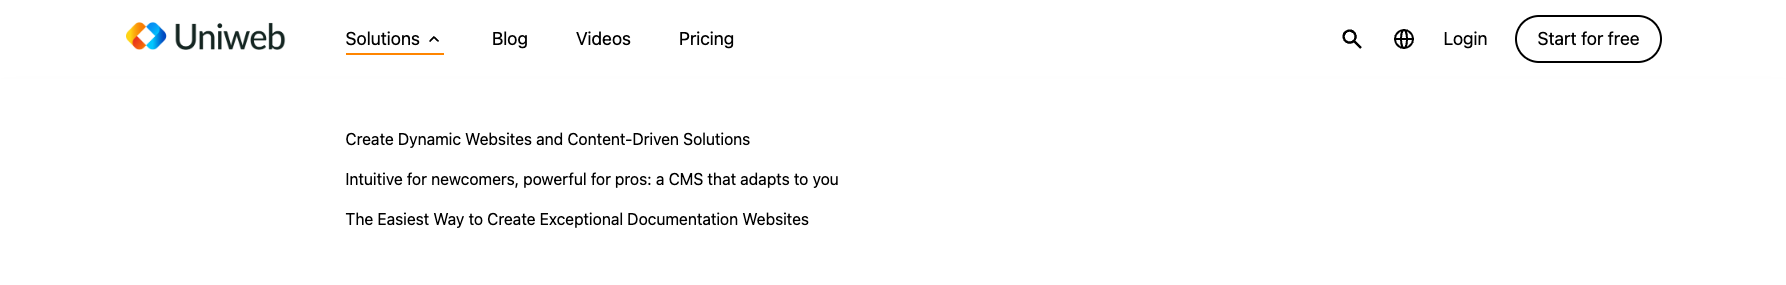 Uniweb
Solutions
Blog
Videos
Pricing
Login
Start for free
Create Dynamic Websites and Content-Driven Solutions
Intuitive for newcomers, powerful for pros: a CMS that adapts to you
The Easiest Way to Create Exceptional Documentation Websites